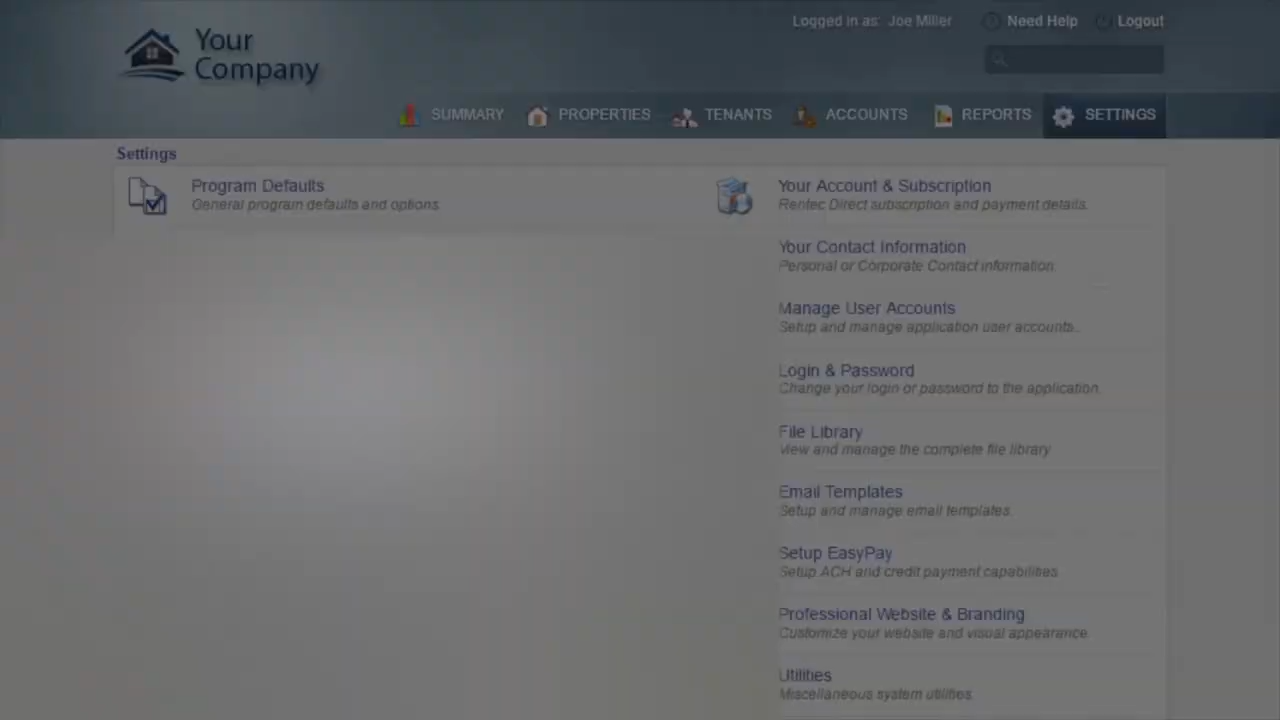 Logged in as: Joe Miller
Need Help
Logout
Your
Company
SUMMARY
PROPERTIES
TENANTS
ACCOUNTS
REPORTS
SETTINGS
Settings
Program Defaults
General program defaults and options.
Your Account & Subscription
Rentec Direct subscription and payment details.
Your Contact Information
Personal or Corporate Contact information.
Manage User Accounts
Setup and manage application user accounts..
Login & Password
Change your login or password to the application.
File Library
View and manage the complete file library
Email Templates
Setup and manage email templates.
Setup EasyPay
Setup ACH and credit payment capabilities.
Professional Website & Branding
Customize your website and visual appearance.
Utilities
Miscellaneous system utilities.